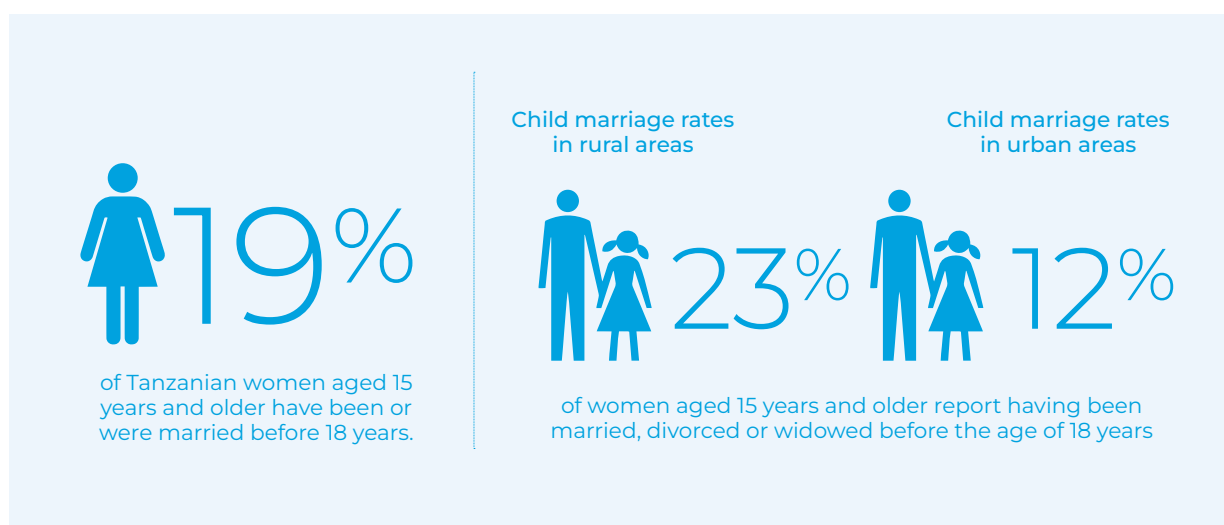 19%
of Tanzanian women aged 15
years and older have been or
were married before 18 years.
Child marriage rates
in rural areas
23%
Child marriage rates
in urban areas
12%
of women aged 15 years and older report having been
married, divorced or widowed before the age of 18 years